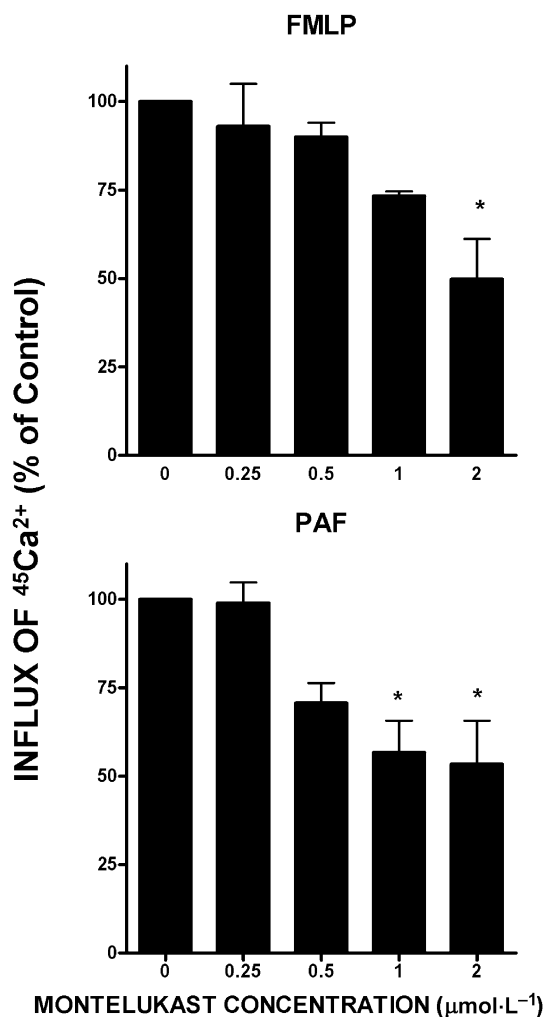 FMLP
100
75
50
25
0
*
0 0.25 0.5 1 2
INFLUX OF ⁴⁵Ca²⁺ (% of Control)
PAF
100
75
50
25
0
* *
0 0.25 0.5 1 2
MONTELUKAST CONCENTRATION (μmol·L⁻¹)